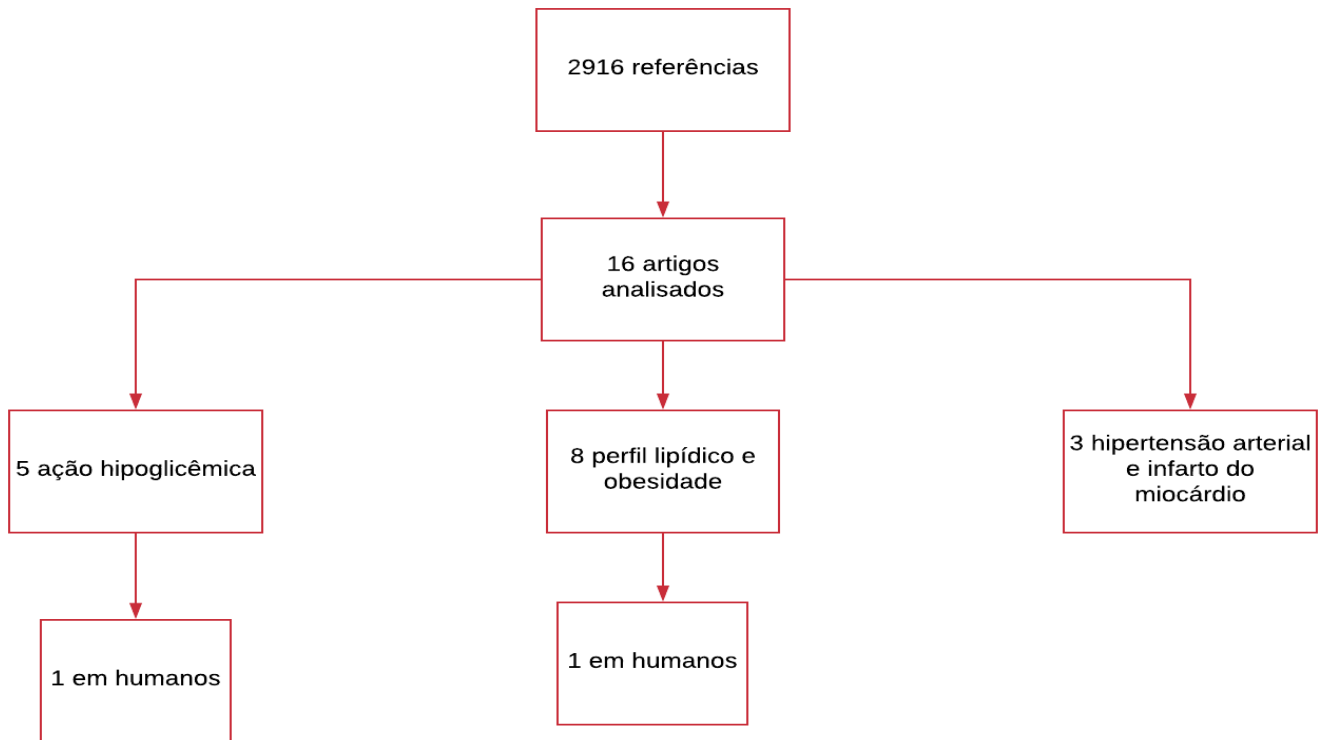 2916 referências
16 artigos
analisados
5 ação hipoglicêmica
8 perfil lipídico e
obesidade
3 hipertensão arterial
e infarto do
miocárdio
1 em humanos
1 em humanos